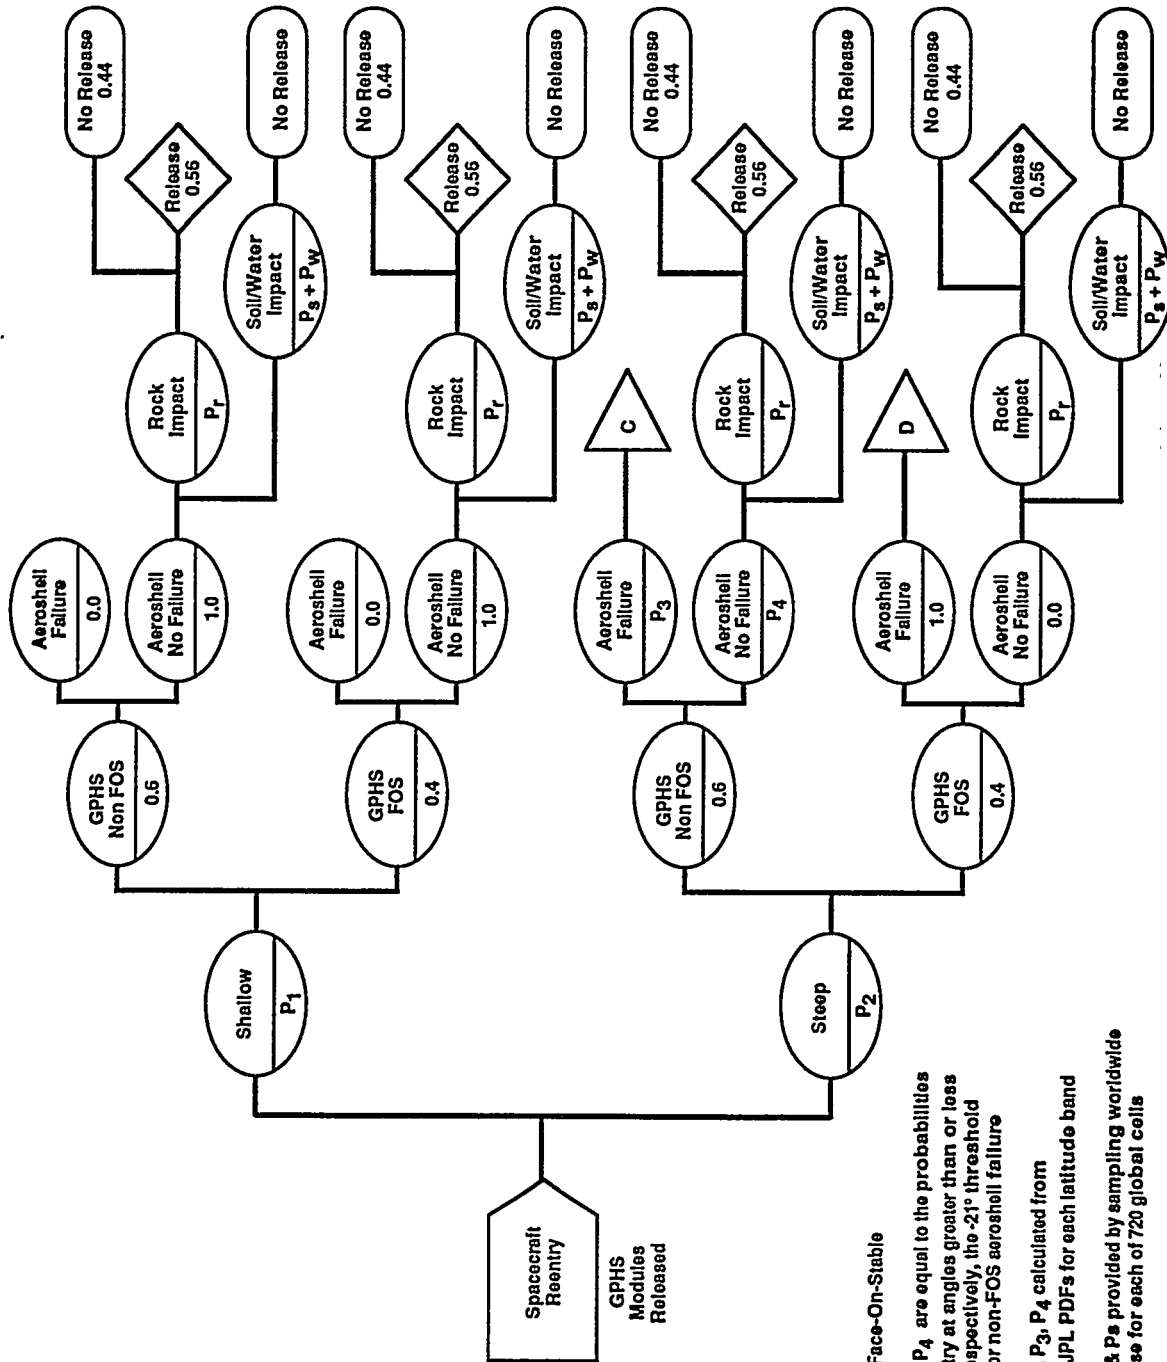 Spacecraft
Reentry
GPHS
Modules
Released
Shallow
P1
Steep
P2
GPHS
Non FOS
0.6
GPHS
FOS
0.4
GPHS
Non FOS
0.6
GPHS
FOS
0.4
Aeroshell
Failure
0.0
Aeroshell
No Failure
1.0
Aeroshell
Failure
0.0
Aeroshell
No Failure
1.0
Aeroshell
Failure
P3
Aeroshell
No Failure
P4
Aeroshell
Failure
1.0
Aeroshell
No Failure
0.0
Rock
Impact
Pr
Soil/Water
Impact
Ps + Pw
Rock
Impact
Pr
Soil/Water
Impact
Ps + Pw
C
Rock
Impact
Pr
Soil/Water
Impact
Ps + Pw
D
Rock
Impact
Pr
Soil/Water
Impact
Ps + Pw
No Release
0.44
Release
0.56
No Release
No Release
0.44
Release
0.56
No Release
No Release
0.44
Release
0.56
No Release
No Release
0.44
Release
0.56
No Release
Face-On-Stable
P4 are equal to the probabilities
try at angles greater than or less
spectively, the -21° threshold
or non-FOS aeroshell failure
P3, P4 calculated from
JPL PDFs for each latitude band
& Ps provided by sampling worldwide
se for each of 720 global cells